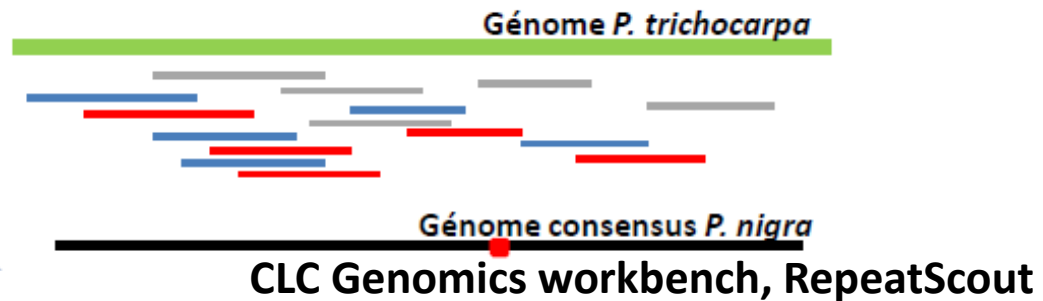 Génome P. trichocarpa
Génome consensus P. nigra
CLC Genomics workbench, RepeatScout